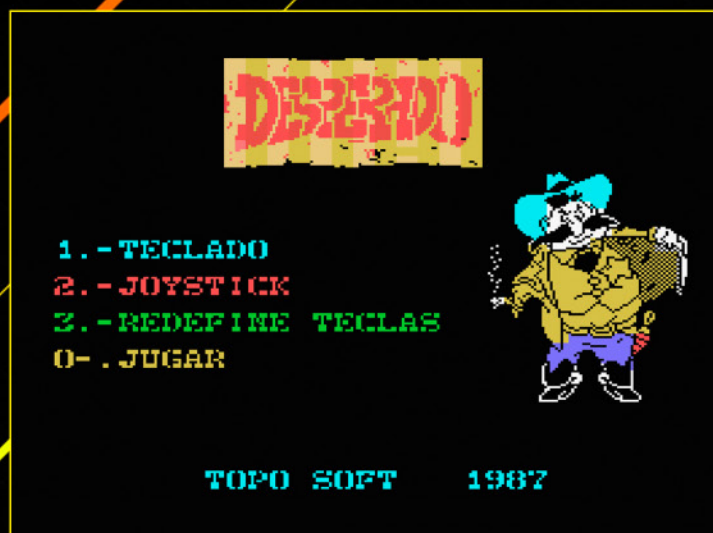 DESPERADO
1.-TECLADO
2.-JOYSTICK
3.-REDEFINE TECLAS
0-.JUGAR
TOPO SOFT 1987